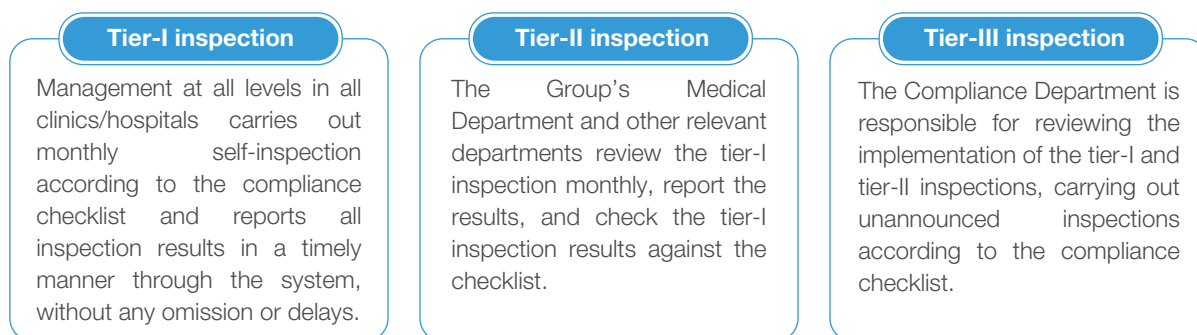 Tier-I inspection
Management at all levels in all
clinics/hospitals carries out
monthly self-inspection
according to the compliance
checklist and reports all
inspection results in a timely
manner through the system,
without any omission or delays.
Tier-II inspection
The Group's Medical
Department and other relevant
departments review the tier-I
inspection monthly, report the
results, and check the tier-I
inspection results against the
checklist.
Tier-III inspection
The Compliance Department is
responsible for reviewing the
implementation of the tier-I and
tier-II inspections, carrying out
unannounced inspections
according to the compliance
checklist.